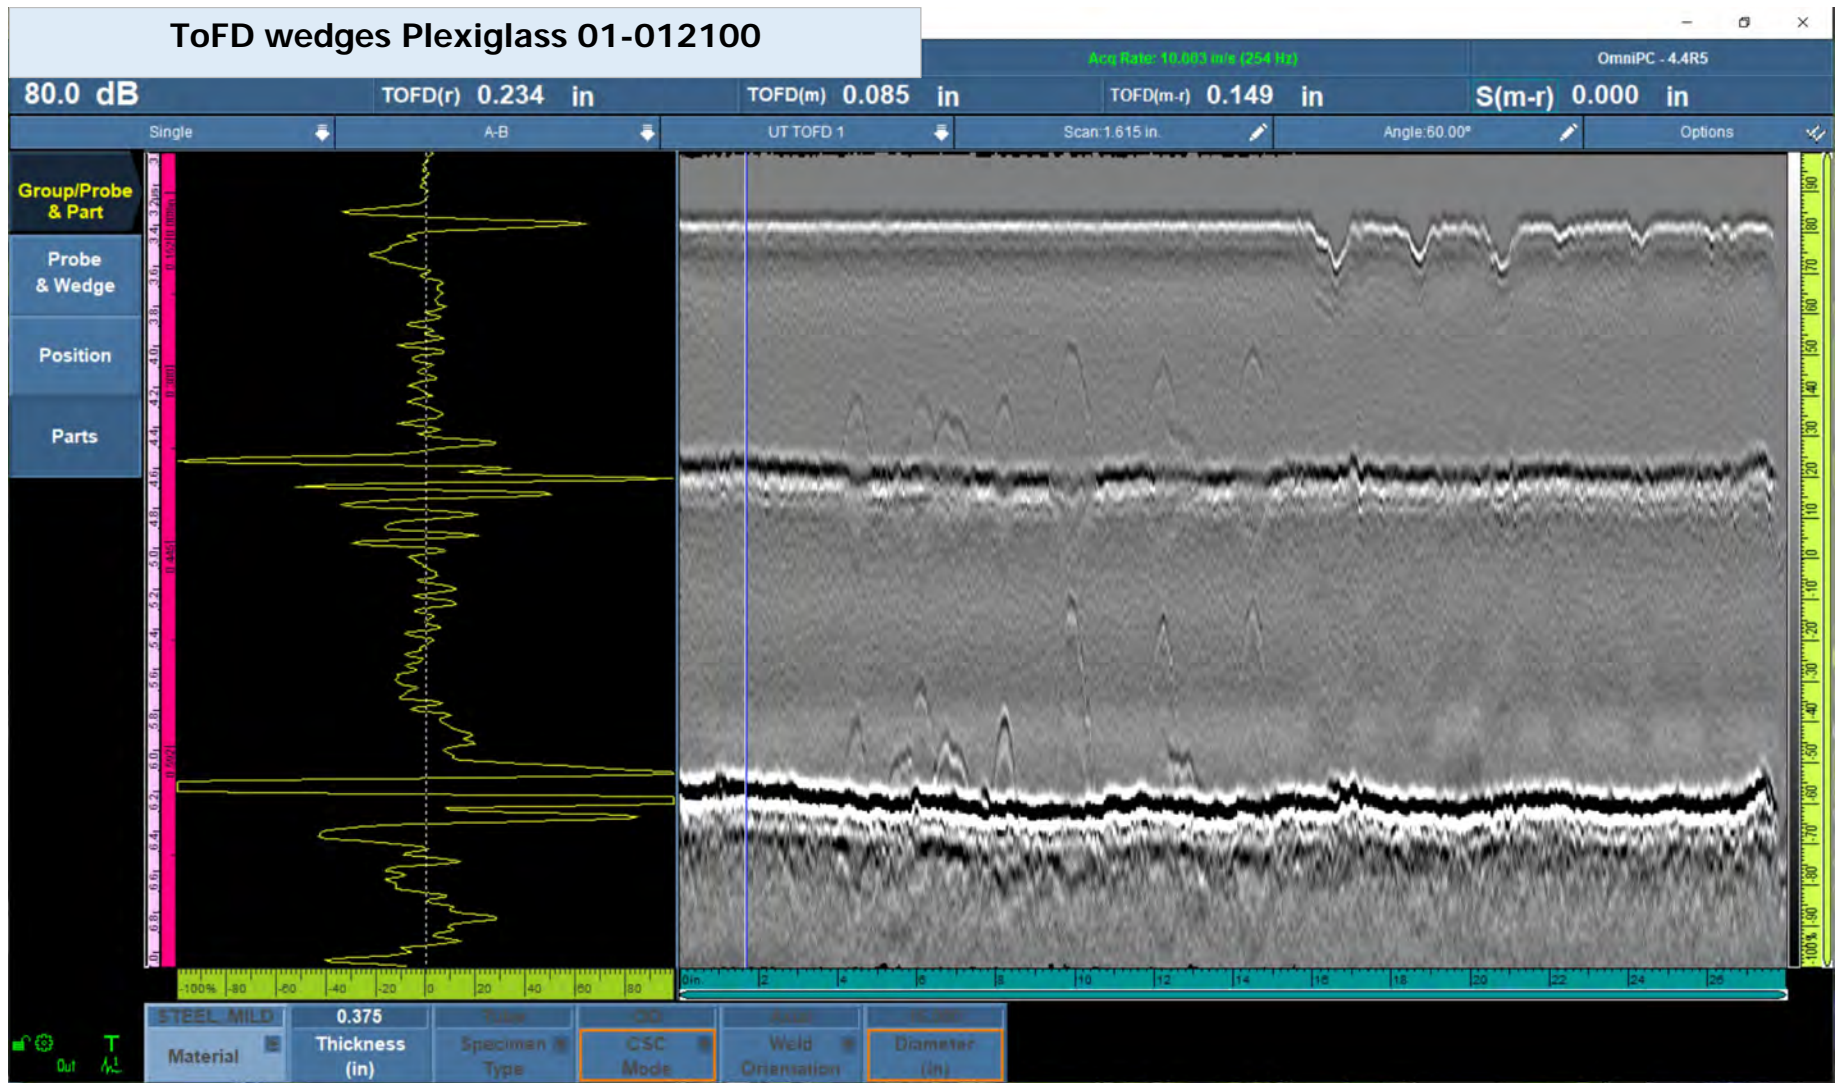 ToFD wedges Plexiglass 01-012100
Acq Rate: 10.003 in/s (254 Hz)
OmniPC - 4.4R5
80.0 dB
TOFD(r) 0.234 in
TOFD(m) 0.085 in
TOFD(m-r) 0.149 in
S(m-r) 0.000 in
Single
A-B
UT TOFD 1
Scan:1.615 in.
Angle:60.00°
Options
Group/Probe
& Part
Probe
& Wedge
Position
Parts
-100% -80 -60 -40 -20 0 20 40 60 80
0in. 2 4 6 8 10 12 14 16 18 20 22 24 26
STEEL_MILD
Material
0.375
Thickness
(in)
Specimen
Type
CSC
Mode
Weld
Orientation
Diameter
(in)
Out